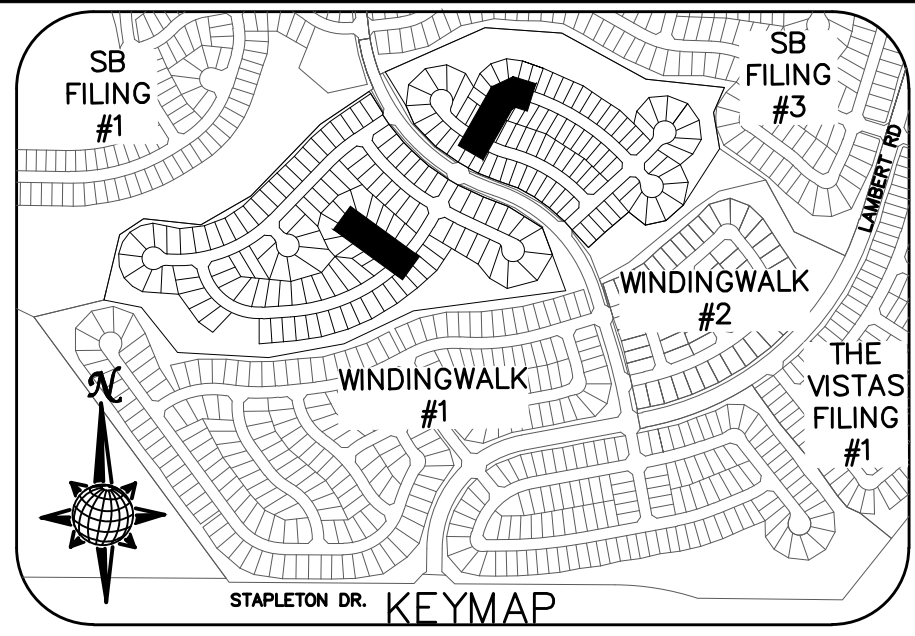 SB
FILING
#1
SB
FILING
#3
LAMBERT RD
WINDINGWALK
#2
THE
VISTAS
FILING
#1
WINDINGWALK
#1
N
STAPLETON DR.
KEYMAP